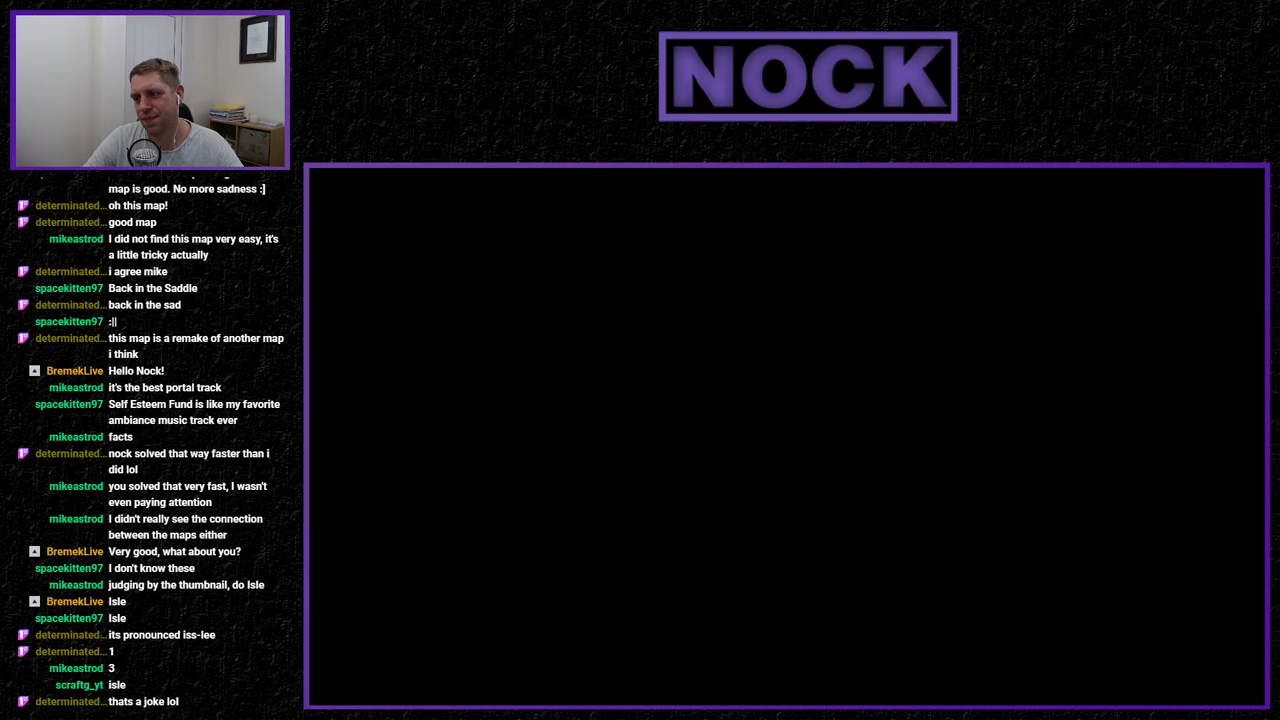 NOCK
map is good. No more sadness :]
determinated... oh this map!
determinated... good map
mikeastrod I did not find this map very easy, it's
a little tricky actually
determinated... i agree mike
spacekitten97 Back in the Saddle
determinated... back in the sad
spacekitten97 :||
determinated... this map is a remake of another map
i think
BremekLive Hello Nock!
mikeastrod it's the best portal track
spacekitten97 Self Esteem Fund is like my favorite
ambiance music track ever
mikeastrod facts
determinated... nock solved that way faster than i
did lol
mikeastrod you solved that very fast, I wasn't
even paying attention
mikeastrod I didn't really see the connection
between the maps either
BremekLive Very good, what about you?
spacekitten97 I don't know these
mikeastrod judging by the thumbnail, do Isle
BremekLive Isle
spacekitten97 Isle
determinated... its pronounced iss-lee
determinated... 1
mikeastrod 3
scraftg_yt isle
determinated... thats a joke lol